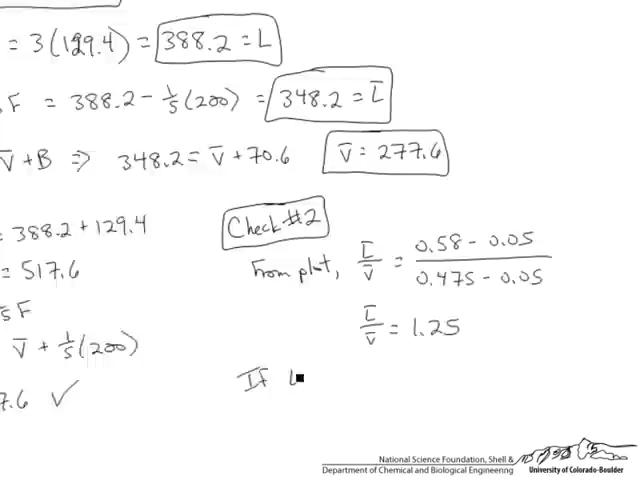 = 3(129.4) = 388.2 = L
F = 388.2 - 1/5(200) = 348.2 = L̅
V̅ + B ⇒ 348.2 = V̅ + 70.6 V̅ = 277.6
= 388.2 + 129.4
= 517.6
F
V̅ + 1/5(200)
7.6 ✓
Check #2
From plot, L̅/V̅ = (0.58 - 0.05)/(0.475 - 0.05)
L̅/V̅ = 1.25
If
National Science Foundation, Shell &
Department of Chemical and Biological Engineering
University of Colorado-Boulder